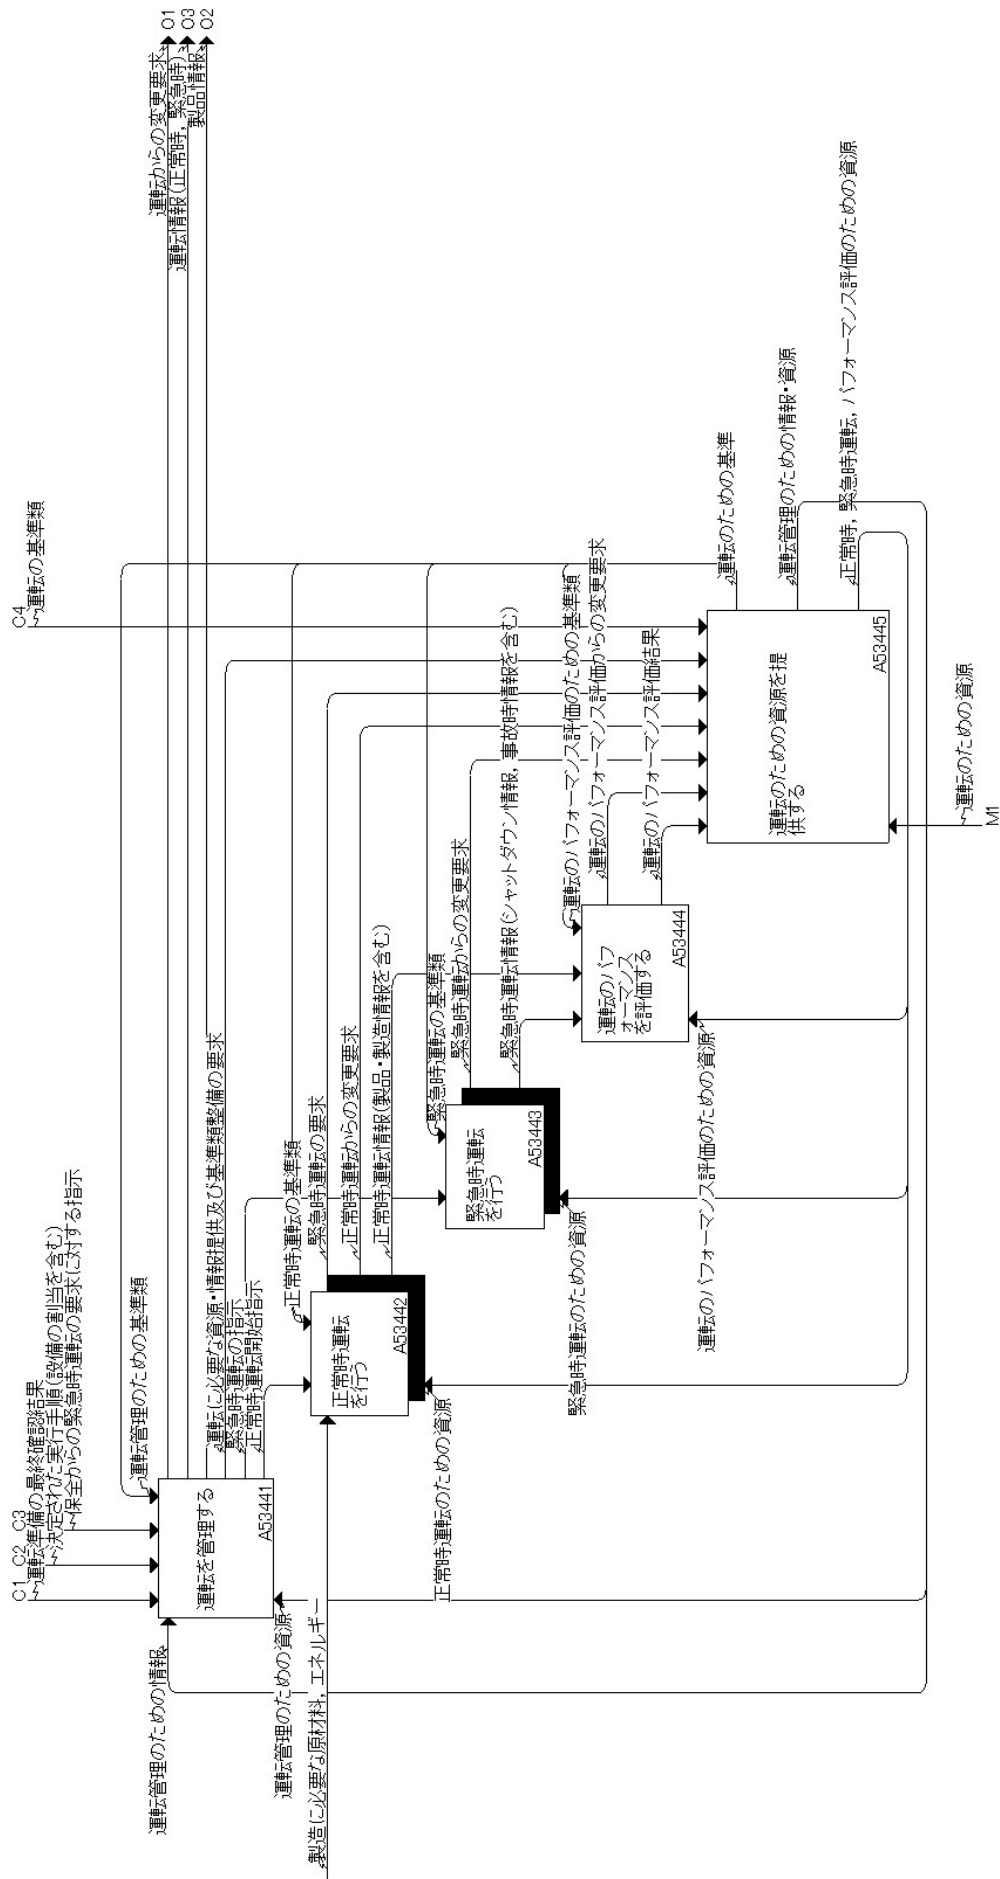 C1
運転準備の最終確認結果
C2
決定された実行手順(設備の割当を含む)
C3
保全からの緊急時運転の要求に対する指示
運転管理のための基準類
C4
運転の基準類
運転からの変更要求
O1
運転情報(正常時，緊急時)
O3
製品情報
O2
運転管理のための情報
運転を管理する
A53441
運転に必要な資源・情報提供及び基準類整備の要求
緊急時運転の指示
正常時運転開始指示
運転管理のための資源
正常時運転の基準類
製造に必要な原材料，エネルギー
正常時運転
を行う
A53442
緊急時運転の要求
正常時運転からの変更要求
正常時運転情報(製品・製造情報を含む)
正常時運転のための資源
緊急時運転の基準類
緊急時運転
を行う
A53443
緊急時運転からの変更要求
緊急時運転情報(シャットダウン情報，事故時情報を含む)
緊急時運転のための資源
運転のパフォーマンス評価のための基準類
運転のパフ
ォーマンス
を評価する
A53444
運転のパフォーマンス評価からの変更要求
運転のパフォーマンス評価結果
運転のパフォーマンス評価のための資源
運転のための資源を提
供する
A53445
運転のための基準
運転管理のための情報・資源
正常時，緊急時運転，パフォーマンス評価のための資源
運転のための資源
M1